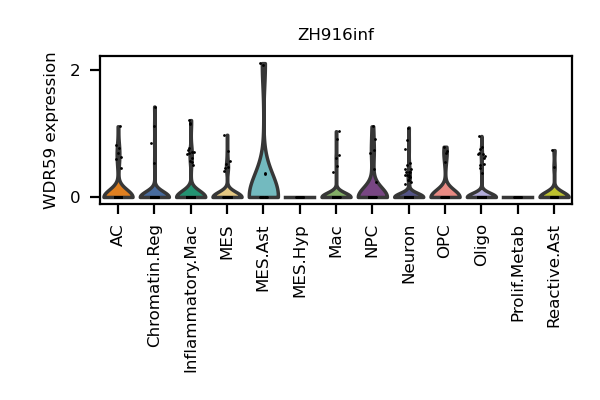 ZH916inf
WDR59 expression
2
0
AC
Chromatin.Reg
Inflammatory.Mac
MES
MES.Ast
MES.Hyp
Mac
NPC
Neuron
OPC
Oligo
Prolif.Metab
Reactive.Ast